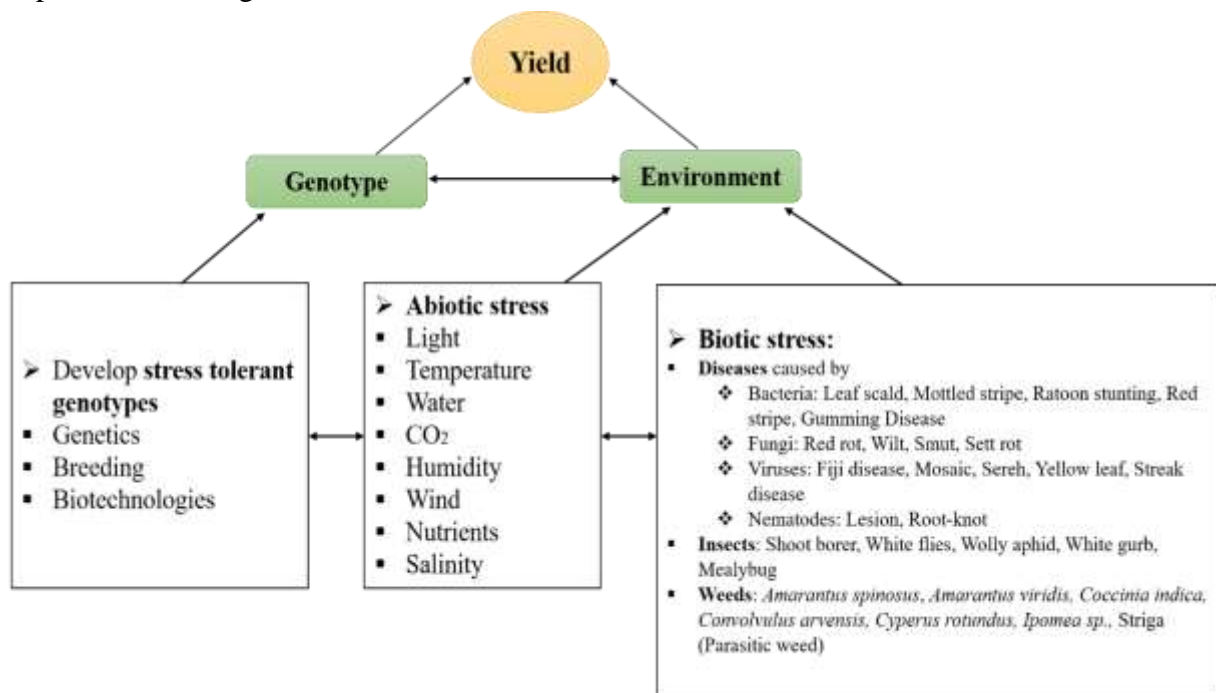 Yield
Genotype
Environment
➢ Develop stress tolerant
genotypes
▪ Genetics
▪ Breeding
▪ Biotechnologies
➢ Abiotic stress
▪ Light
▪ Temperature
▪ Water
▪ CO₂
▪ Humidity
▪ Wind
▪ Nutrients
▪ Salinity
➢ Biotic stress:
▪ Diseases caused by
❖ Bacteria: Leaf scald, Mottled stripe, Ratoon stunting, Red
stripe, Gumming Disease
❖ Fungi: Red rot, Wilt, Smut, Sett rot
❖ Viruses: Fiji disease, Mosaic, Sereh, Yellow leaf, Streak
disease
❖ Nematodes: Lesion, Root-knot
▪ Insects: Shoot borer, White flies, Wolly aphid, White gurb,
Mealybug
▪ Weeds: Amarantus spinosus, Amarantus viridis, Coccinia indica,
Convolvulus arvensis, Cyperus rotundus, Ipomea sp., Striga
(Parasitic weed)